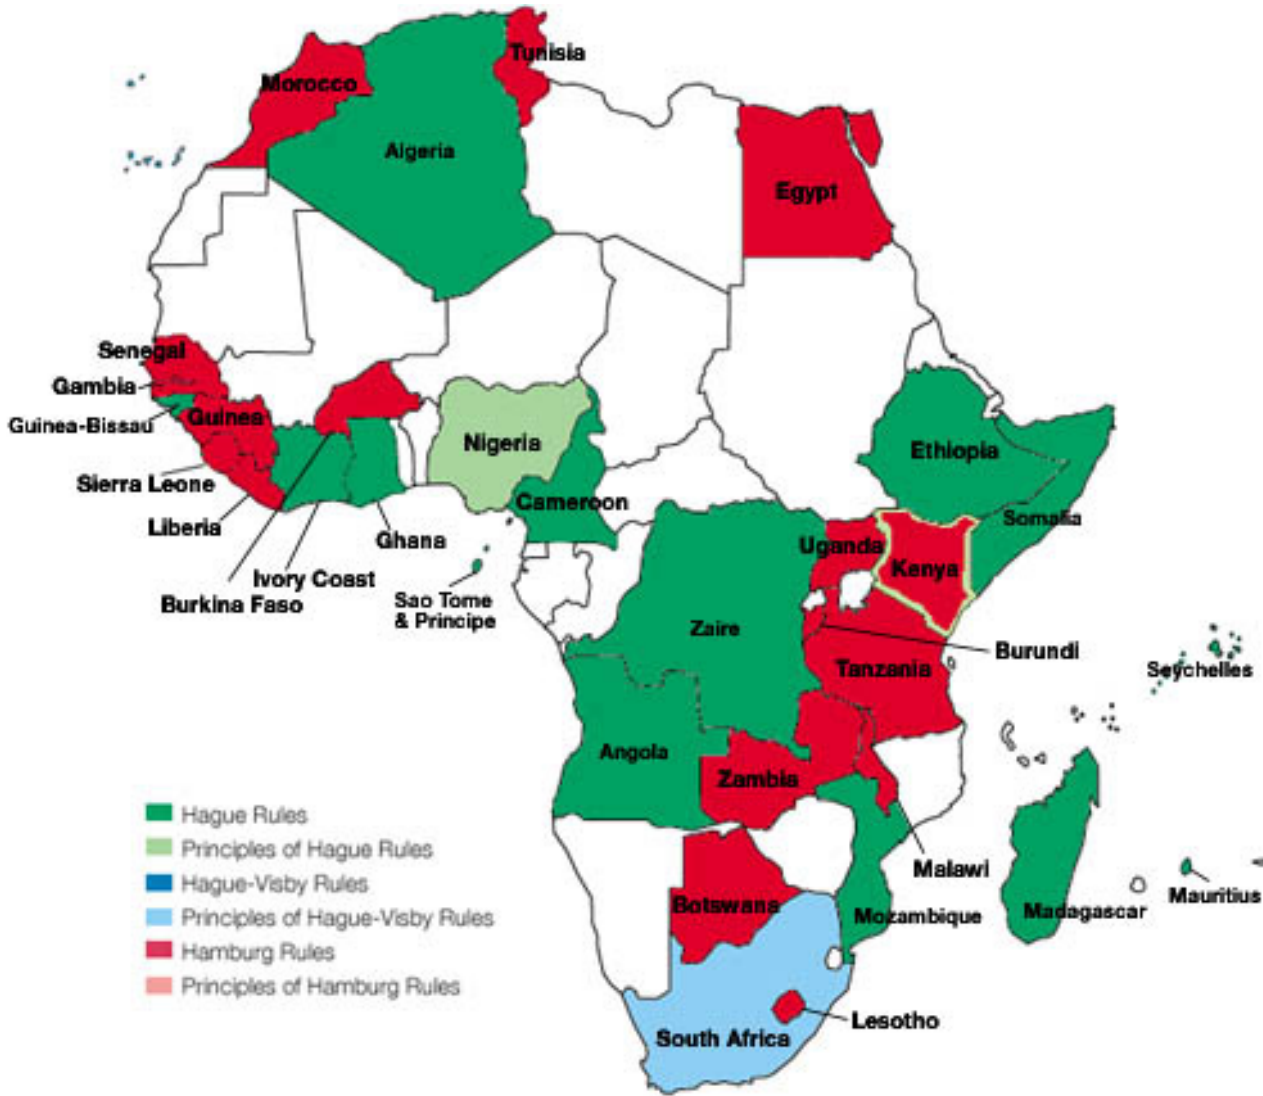 Tunisia
Morocco
Algeria
Egypt
Senegal
Gambia
Guinea-Bissau
Guinea
Sierra Leone
Liberia
Burkina Faso
Ivory Coast
Ghana
Nigeria
Cameroon
Sao Tome
& Principe
Ethiopia
Somalia
Uganda
Kenya
Zaire
Burundi
Tanzania
Seychelles
Angola
Zambia
Malawi
Botswana
Mozambique
Madagascar
Mauritius
South Africa
Lesotho
Hague Rules
Principles of Hague Rules
Hague-Visby Rules
Principles of Hague-Visby Rules
Hamburg Rules
Principles of Hamburg Rules